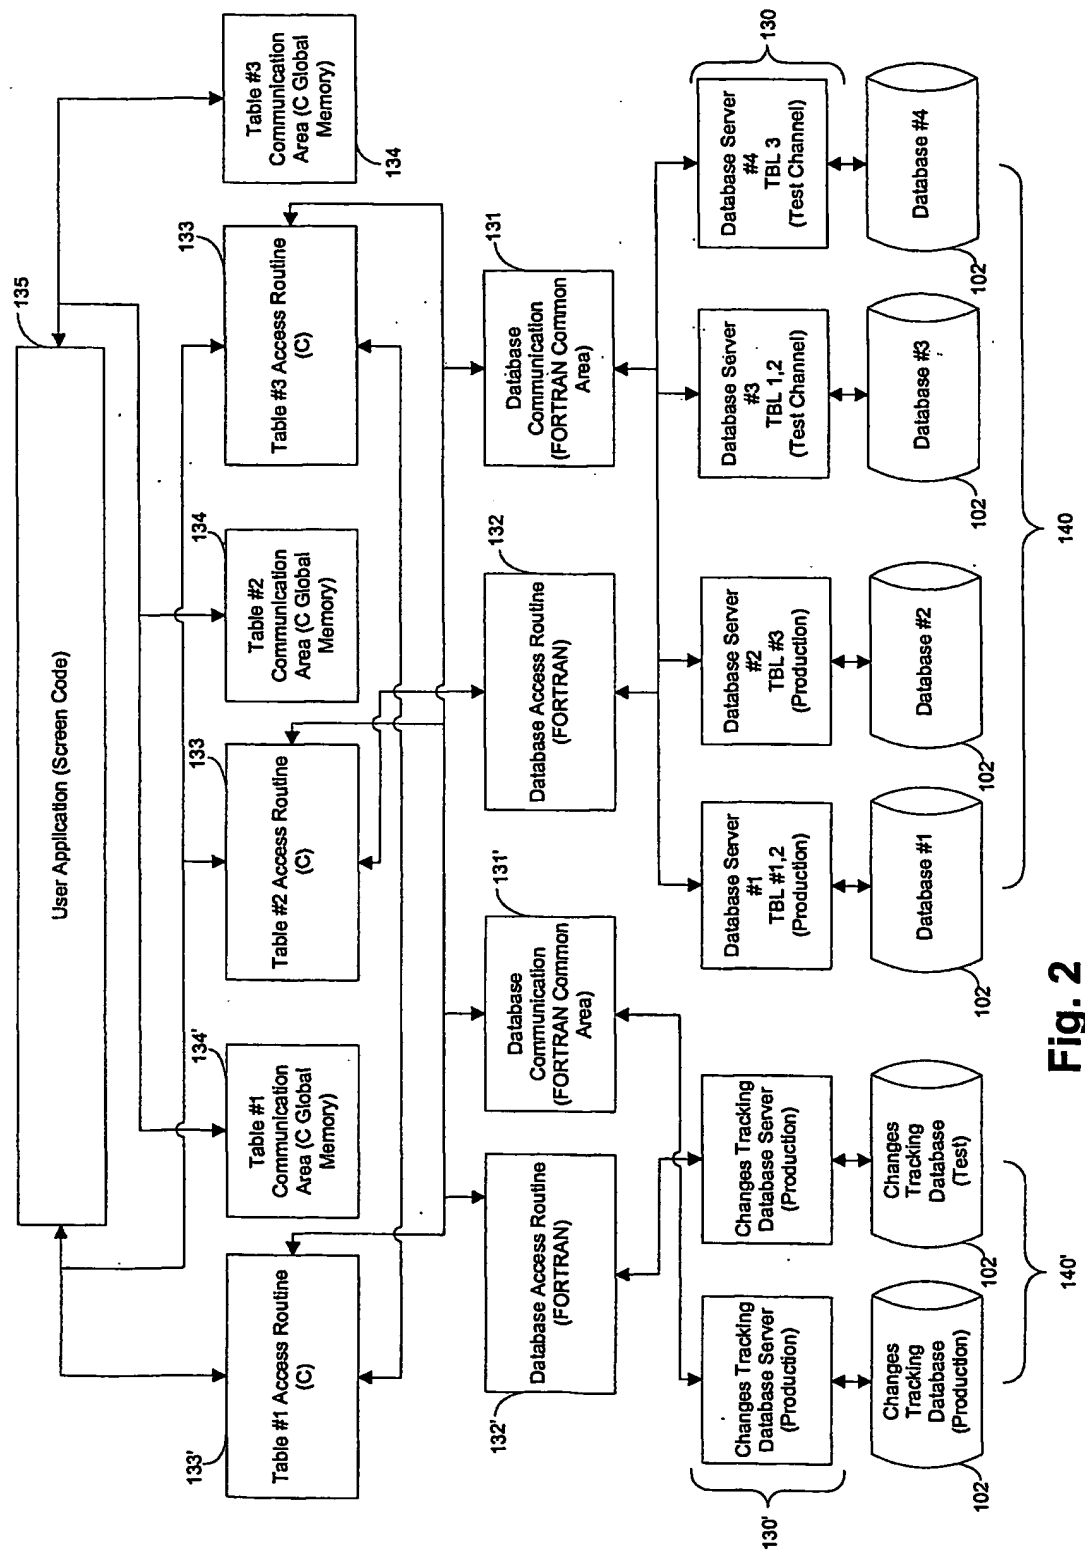 135
User Application (Screen Code)
133'
Table #1 Access Routine
(C)
134'
Table #1
Communication
Area (C Global
Memory)
133
Table #2 Access Routine
(C)
134
Table #2
Communication
Area (C Global
Memory)
133
Table #3 Access Routine
(C)
Table #3
Communication
Area (C Global
Memory)
134
132'
Database Access Routine
(FORTRAN)
131'
Database
Communication
(FORTRAN Common
Area)
132
Database Access Routine
(FORTRAN)
131
Database
Communication
(FORTRAN Common
Area)
130'
Changes Tracking
Database Server
(Production)
Changes Tracking
Database Server
(Production)
Database Server
#1
TBL #1,2
(Production)
Database Server
#2
TBL #3
(Production)
Database Server
#3
TBL 1,2
(Test Channel)
Database Server
#4
TBL 3
(Test Channel)
130
Changes
Tracking
Database
(Production)
102
Changes
Tracking
Database
(Test)
102
Database #1
102
Database #2
102
Database #3
102
Database #4
102
140'
140
Fig. 2